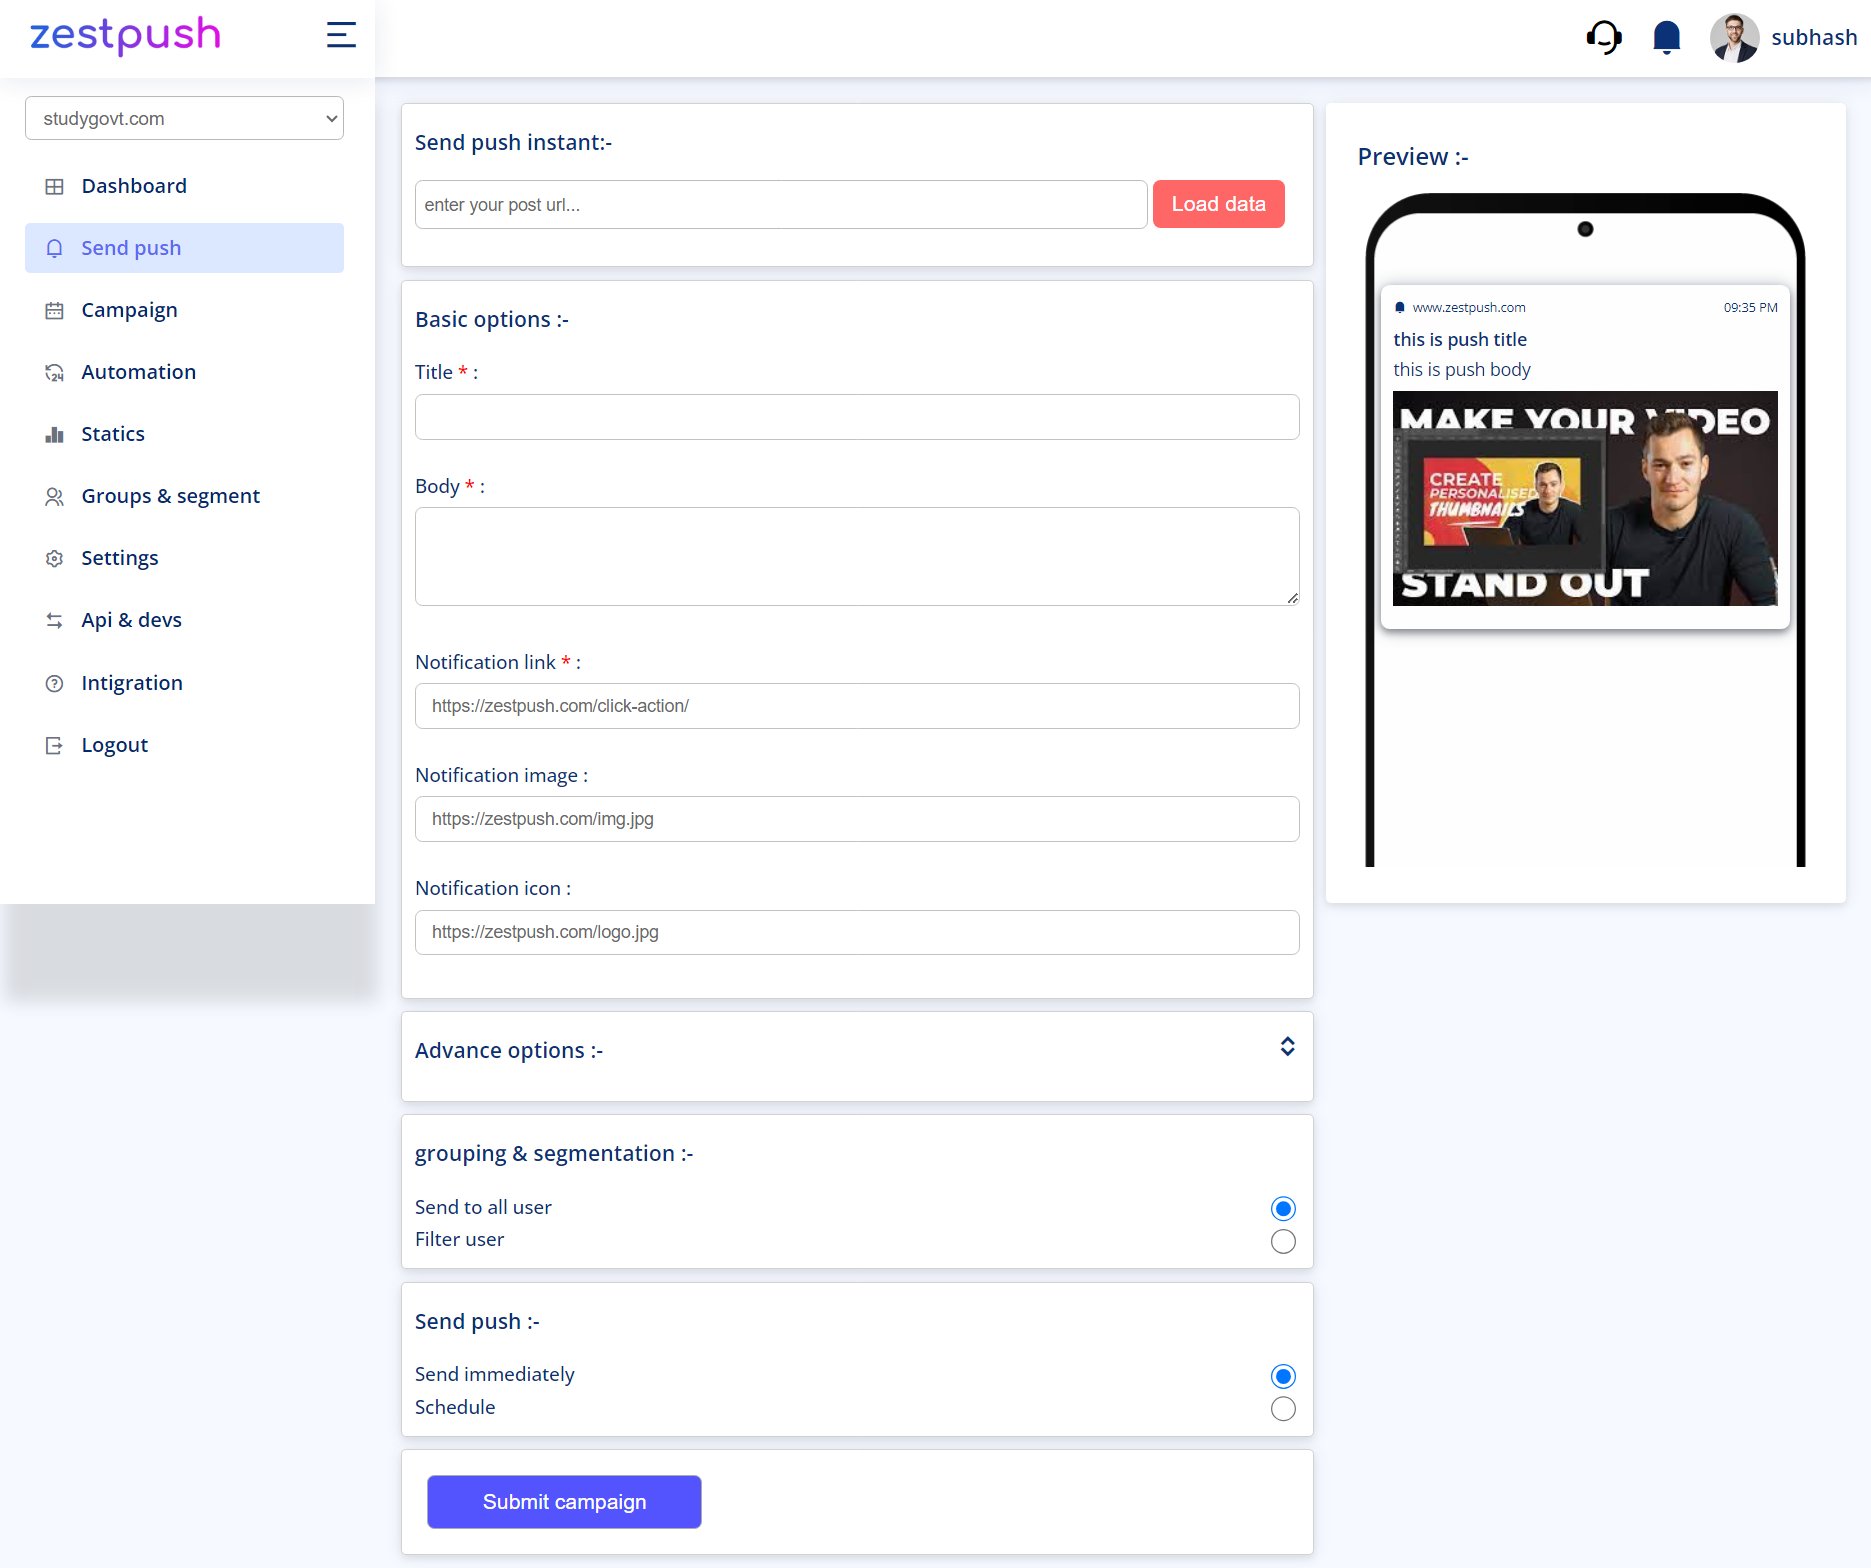 zestpush
subhash
studygovt.com
Dashboard
Send push
Campaign
Automation
Statics
Groups & segment
Settings
Api & devs
Intigration
Logout
Send push instant:-
enter your post url...
Load data
Basic options :-
Title * :
Body * :
Notification link * :
https://zestpush.com/click-action/
Notification image :
https://zestpush.com/img.jpg
Notification icon :
https://zestpush.com/logo.jpg
Advance options :-
grouping & segmentation :-
Send to all user
Filter user
Send push :-
Send immediately
Schedule
Submit campaign
Preview :-
www.zestpush.com 09:35 PM
this is push title
this is push body
MAKE YOUR VIDEO
CREATE
PERSONALISED
THUMBNAILS
STAND OUT